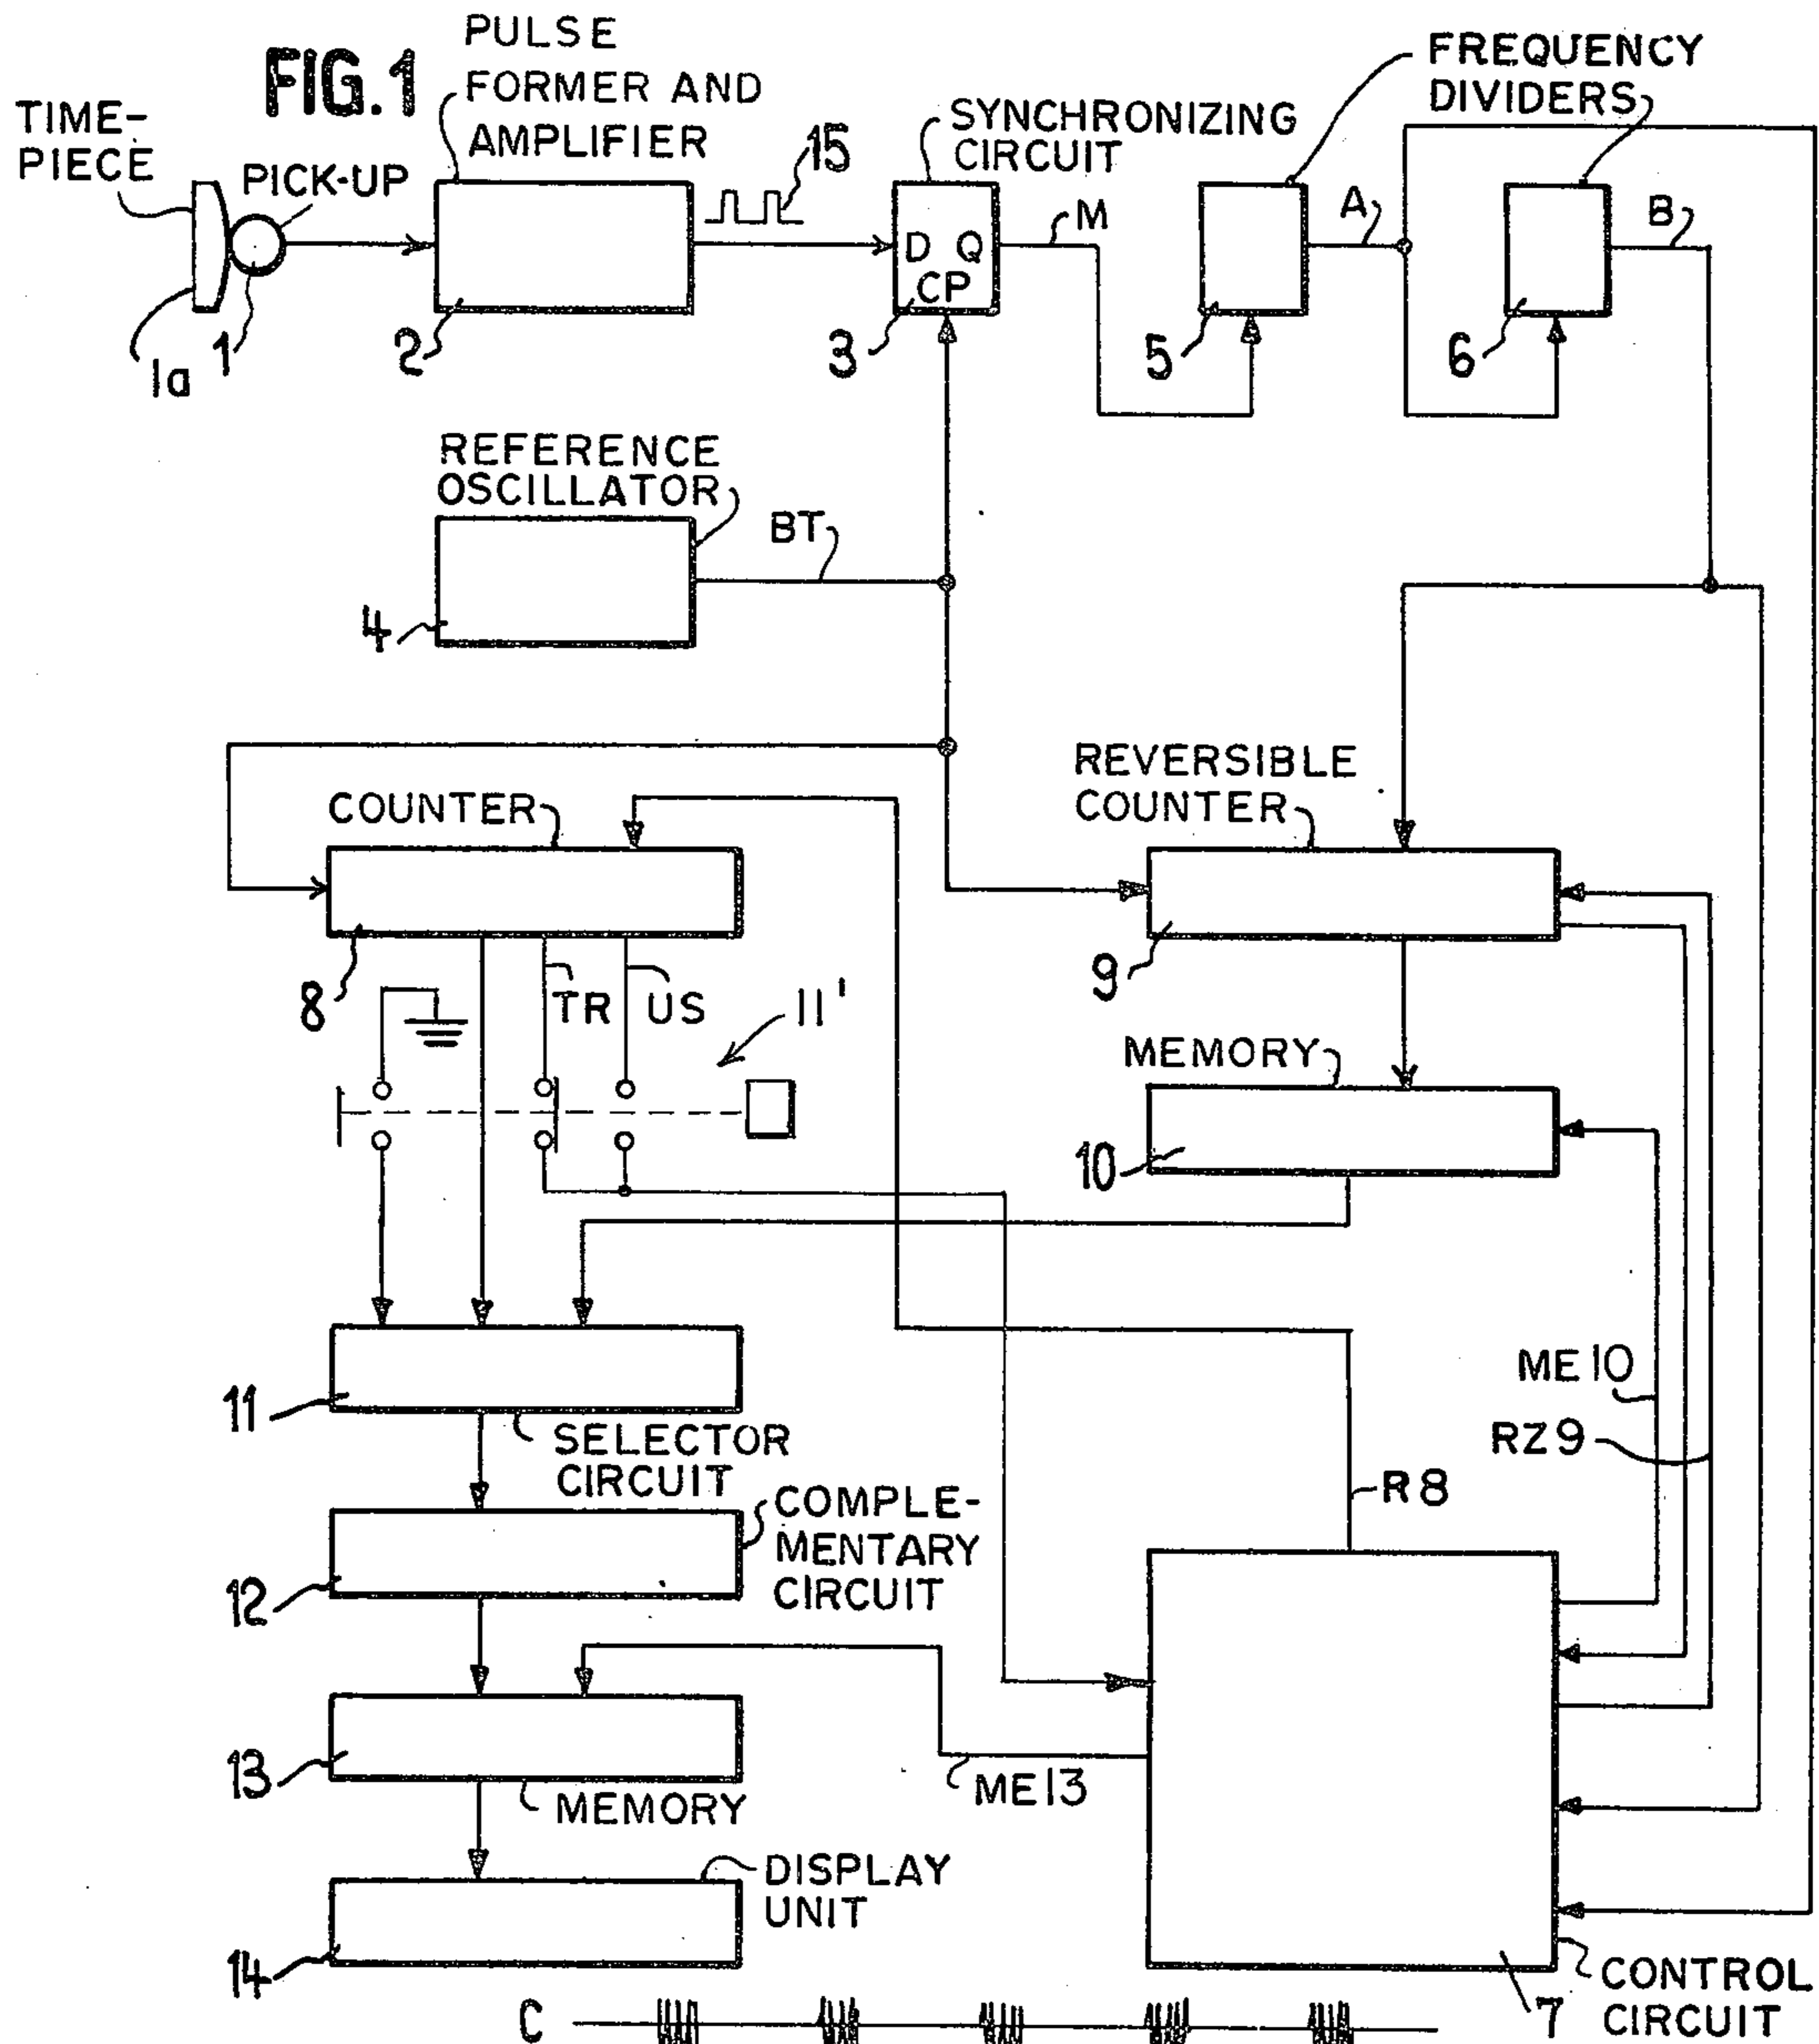 FIG.1
TIME-
PIECE
PICK-UP
1
1a
PULSE
FORMER AND
AMPLIFIER
2
15
SYNCHRONIZING
CIRCUIT
D Q
CP
3
M
FREQUENCY
DIVIDERS
5
A
6
B
REFERENCE
OSCILLATOR
4
BT
COUNTER
8
TR
US
11'
REVERSIBLE
COUNTER
9
MEMORY
10
11
SELECTOR
CIRCUIT
ME10
RZ9
R8
12
COMPLE-
MENTARY
CIRCUIT
13
MEMORY
ME13
14
DISPLAY
UNIT
7
CONTROL
CIRCUIT
C